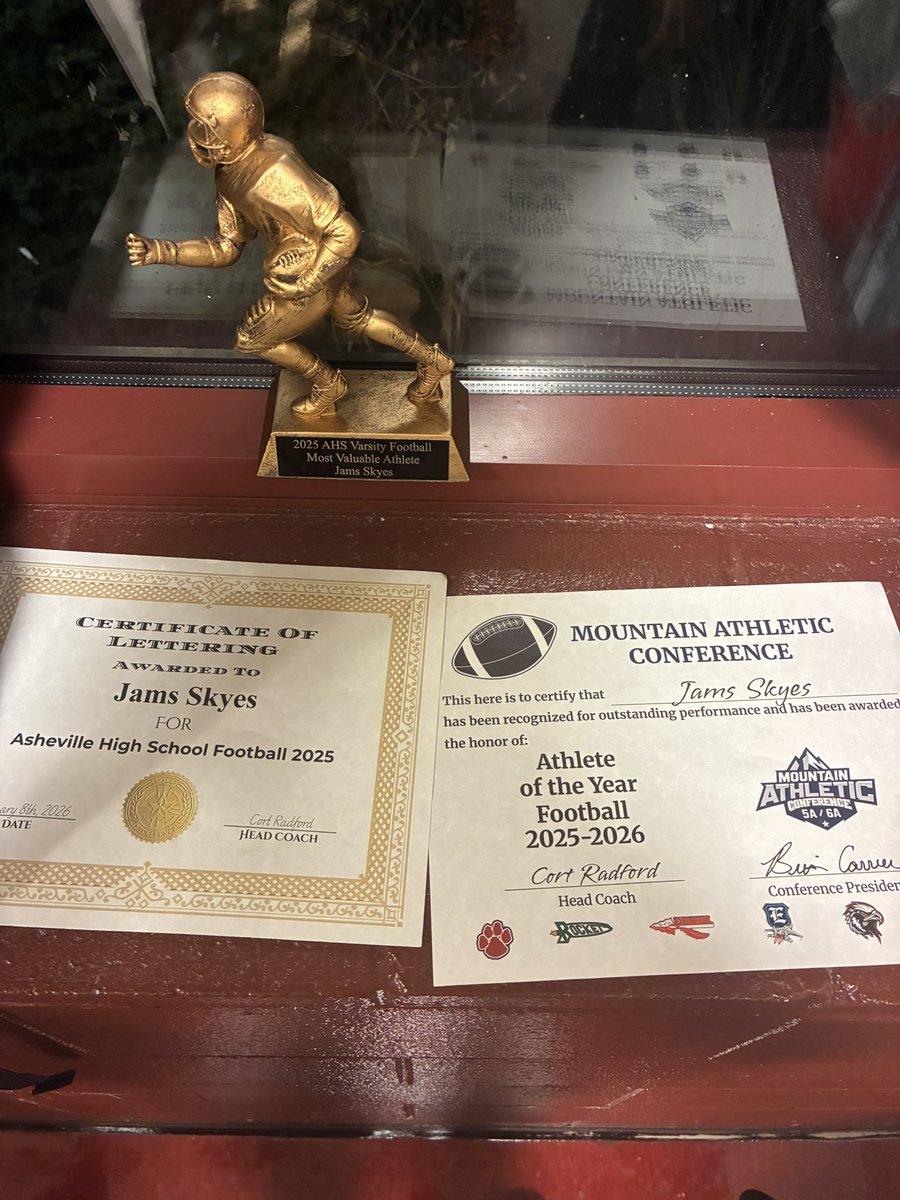 2025 AHS Varsity Football
Most Valuable Athlete
Jams Skyes
CERTIFICATE OF
LETTERING
AWARDED TO
Jams Skyes
FOR
Asheville High School Football 2025
ary 8th, 2026
DATE
Cort Radford
HEAD COACH
MOUNTAIN ATHLETIC
CONFERENCE
This here is to certify that Jams Skyes
has been recognized for outstanding performance and has been awarded
the honor of:
Athlete
of the Year
Football
2025-2026
MOUNTAIN
ATHLETIC
CONFERENCE
5A / 6A
Cort Radford
Head Coach
Conference Presiden
ROCKET
E